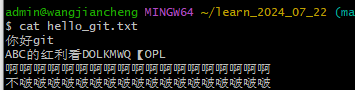 admin@wangjiancheng MINGW64 ~/learn_2024_07_22 (ma
$ cat hello_git.txt
你好git
ABC的红利看DOLKMWQ【OPL
啊啊啊啊啊啊啊啊啊啊啊啊啊啊啊啊
不啵啵啵啵啵啵啵啵啵啵啵啵啵啵啵